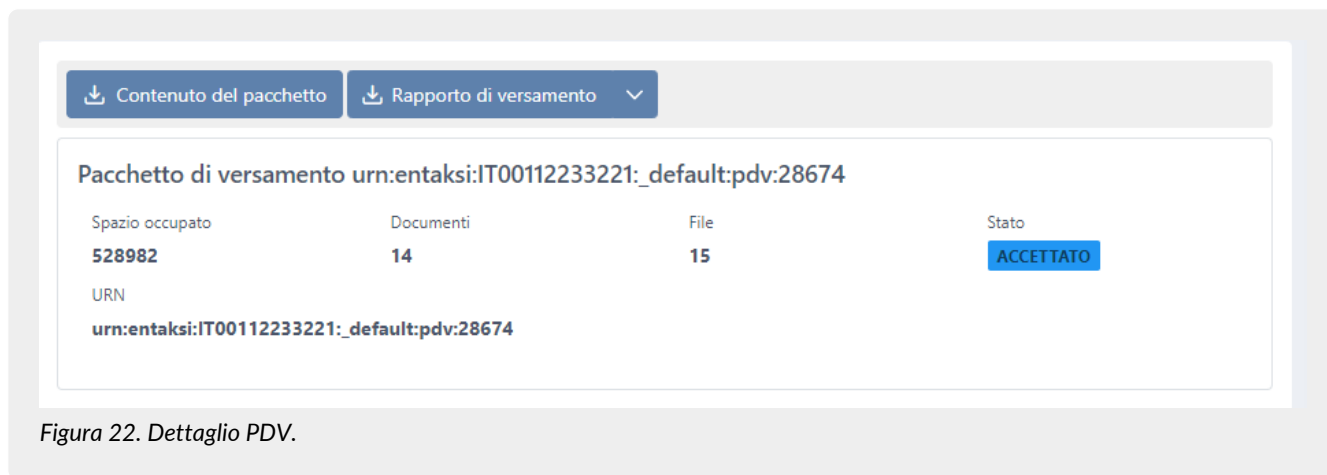 Contenuto del pacchetto Rapporto di versamento
Pacchetto di versamento urn:entaksi:IT00112233221:_default:pdv:28674
Spazio occupato Documenti File Stato
528982 14 15 ACCETTATO
URN
urn:entaksi:IT00112233221:_default:pdv:28674
Figura 22. Dettaglio PDV.